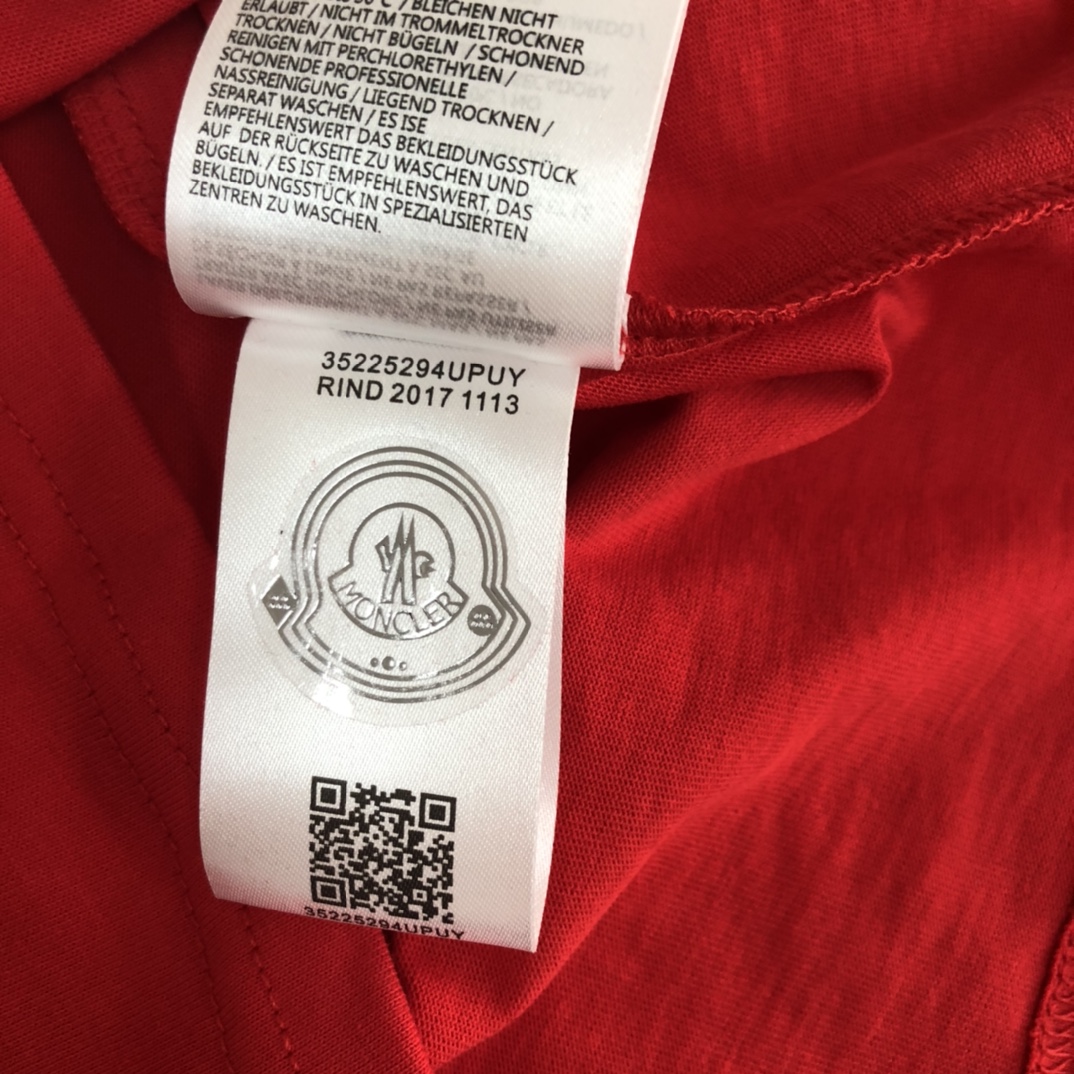 30°C / BLEICHEN NICHT
ERLAUBT / NICHT IM TROMMELTROCKNER
TROCKNEN / NICHT BÜGELN / SCHONEND
REINIGEN MIT PERCHLORETHYLEN /
SCHONENDE PROFESSIONELLE
NASSREINIGUNG / LIEGEND TROCKNEN /
SEPARAT WASCHEN / ES ISE
EMPFEHLENSWERT DAS BEKLEIDUNGSSTÜCK
AUF DER RÜCKSEITE ZU WASCHEN UND
BÜGELN. / ES IST EMPFEHLENSWERT, DAS
BEKLEIDUNGSSTÜCK IN SPEZIALISIERTEN
ZENTREN ZU WASCHEN.
35225294UPUY
RIND 2017 1113
MONCLER
35225294UPUY